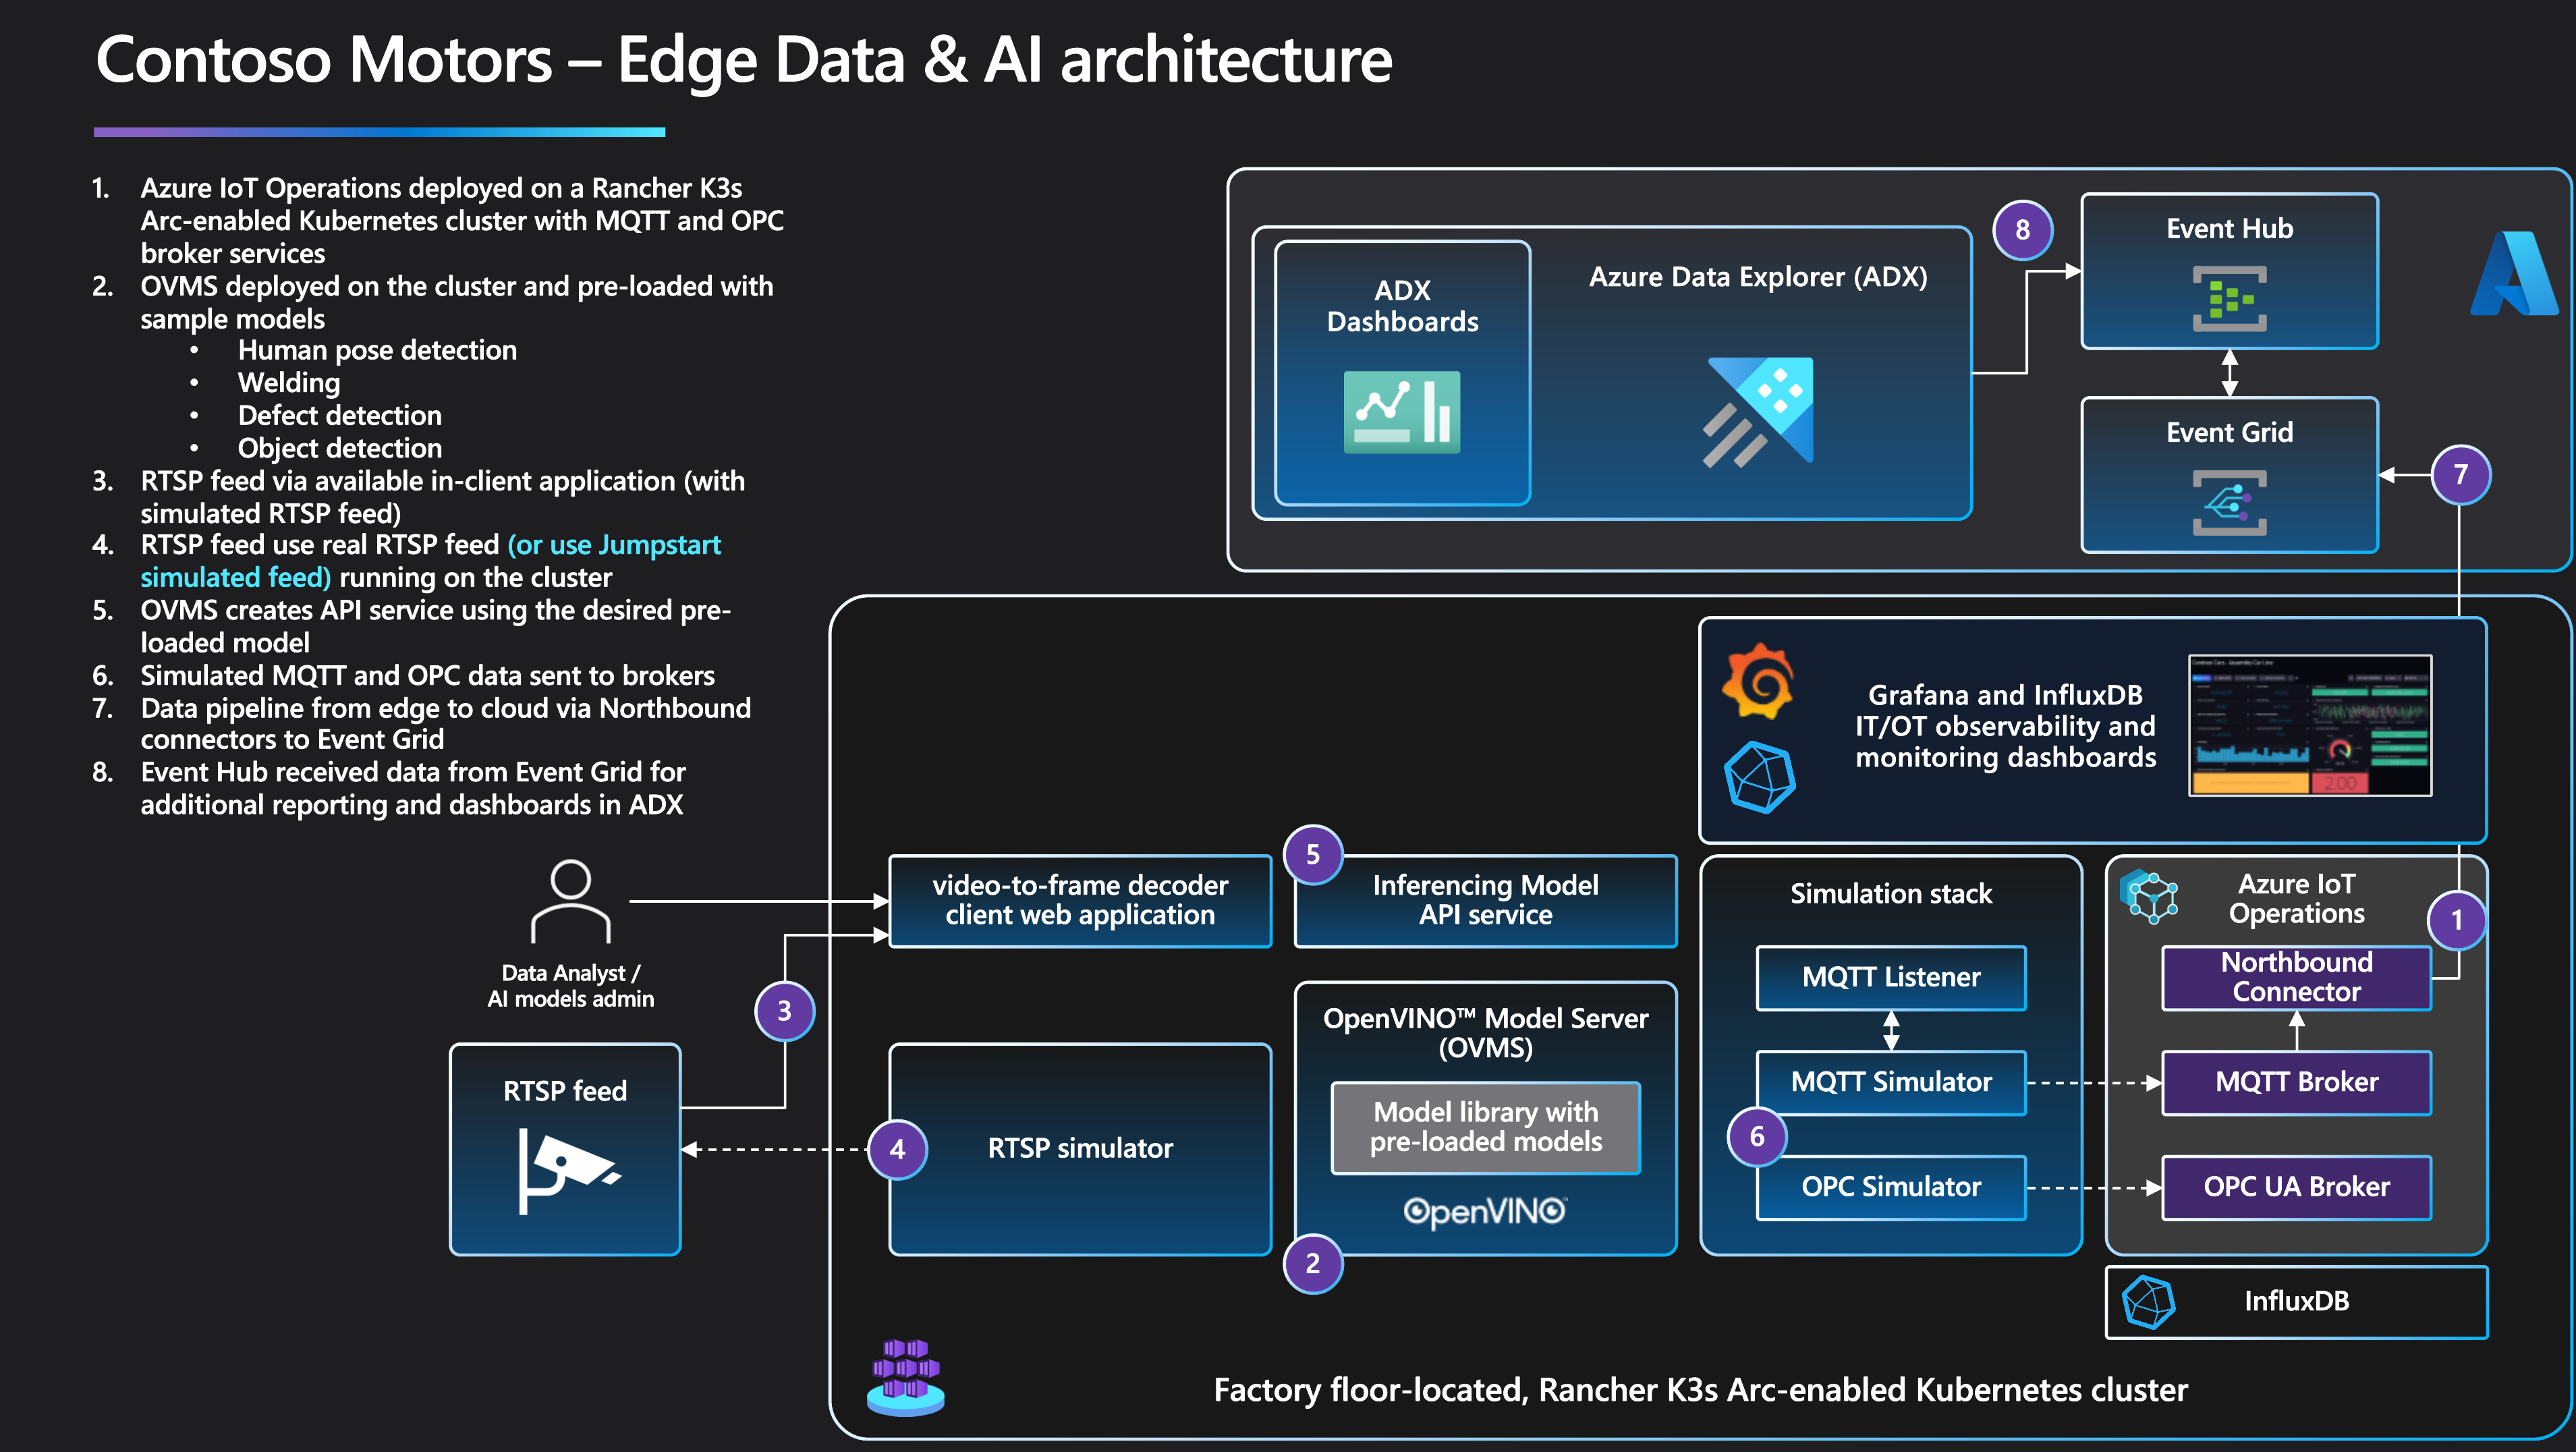 Contoso Motors – Edge Data & AI architecture
1. Azure IoT Operations deployed on a Rancher K3s
Arc-enabled Kubernetes cluster with MQTT and OPC
broker services
2. OVMS deployed on the cluster and pre-loaded with
sample models
• Human pose detection
• Welding
• Defect detection
• Object detection
3. RTSP feed via available in-client application (with
simulated RTSP feed)
4. RTSP feed use real RTSP feed (or use Jumpstart
simulated feed) running on the cluster
5. OVMS creates API service using the desired pre-
loaded model
6. Simulated MQTT and OPC data sent to brokers
7. Data pipeline from edge to cloud via Northbound
connectors to Event Grid
8. Event Hub received data from Event Grid for
additional reporting and dashboards in ADX
ADX
Dashboards
Azure Data Explorer (ADX)
8
Event Hub
Event Grid
7
Grafana and InfluxDB
IT/OT observability and
monitoring dashboards
2.00
Data Analyst /
AI models admin
3
RTSP feed
video-to-frame decoder
client web application
4
RTSP simulator
5
Inferencing Model
API service
OpenVINO™ Model Server
(OVMS)
Model library with
pre-loaded models
OpenVINO
2
Simulation stack
MQTT Listener
MQTT Simulator
6
OPC Simulator
Azure IoT
Operations
1
Northbound
Connector
MQTT Broker
OPC UA Broker
InfluxDB
Factory floor-located, Rancher K3s Arc-enabled Kubernetes cluster